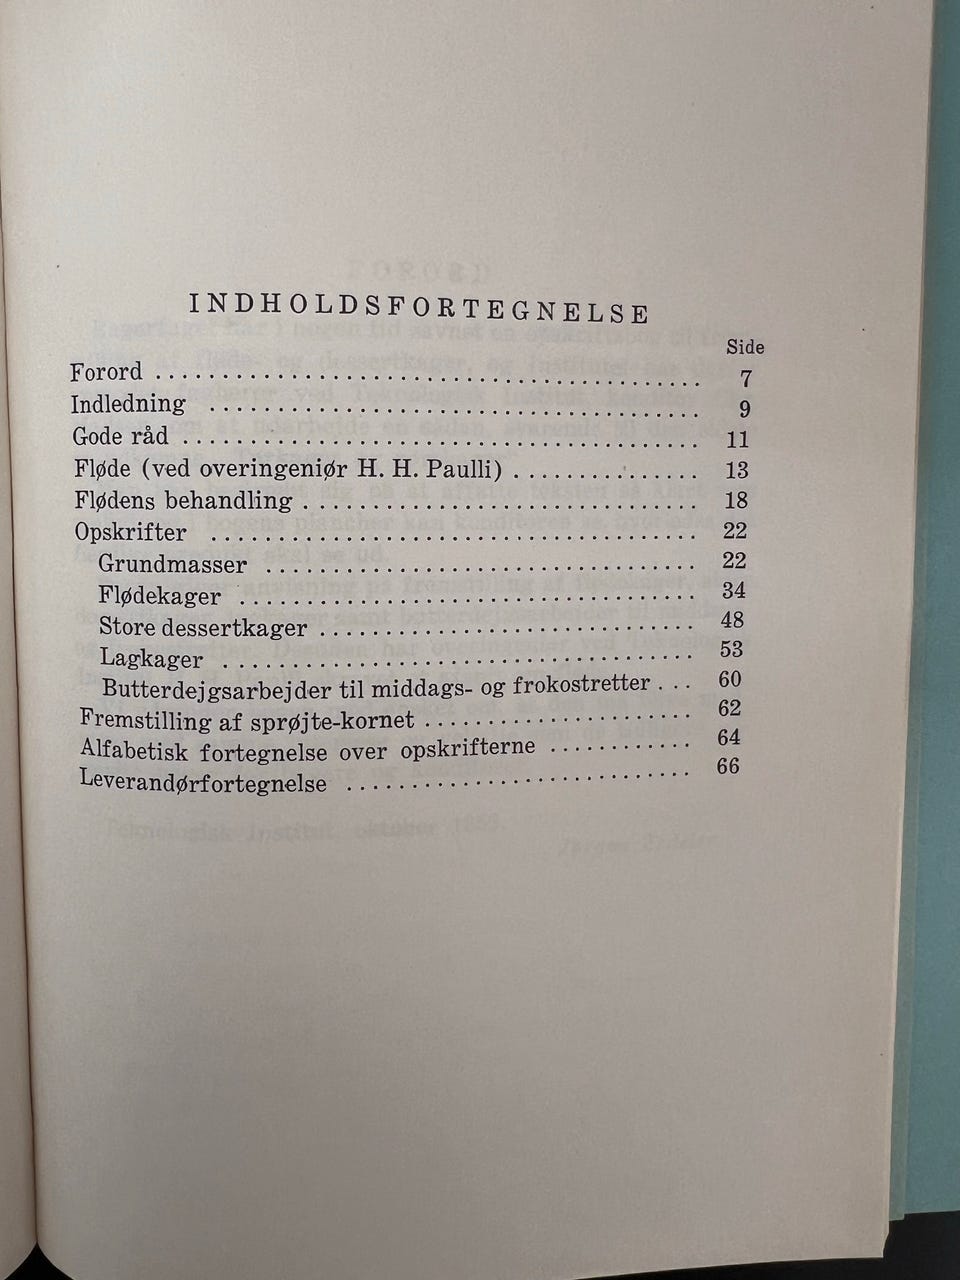 INDHOLDSFORTEGNELSE
Side
Forord ........................................ 7
Indledning ..................................... 9
Gode råd ....................................... 11
Fløde (ved overingeniør H. H. Paulli) .............. 13
Flødens behandling .............................. 18
Opskrifter ..................................... 22
Grundmasser ................................. 22
Flødekager ................................... 34
Store dessertkager ............................. 48
Lagkager ..................................... 53
Butterdejgsarbejder til middags- og frokostretter ... 60
Fremstilling af sprøjte-kornet ..................... 62
Alfabetisk fortegnelse over opskrifterne ........... 64
Leverandørfortegnelse ........................... 66